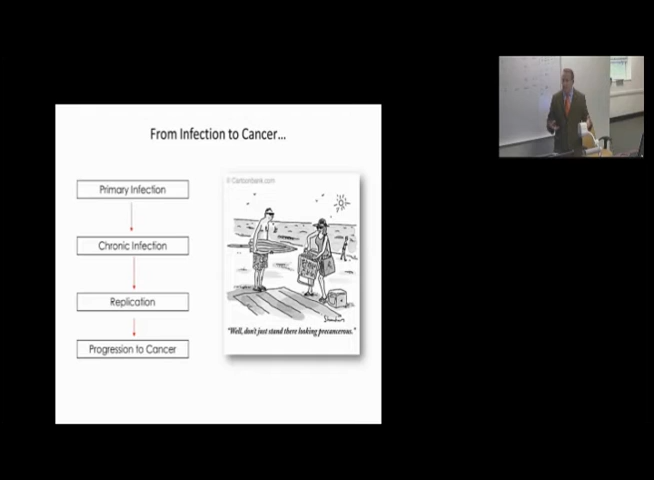 From Infection to Cancer...
Primary Infection
Chronic Infection
Replication
Progression to Cancer
© Cartoonbank.com
"Well, don't just stand there looking precancerous."